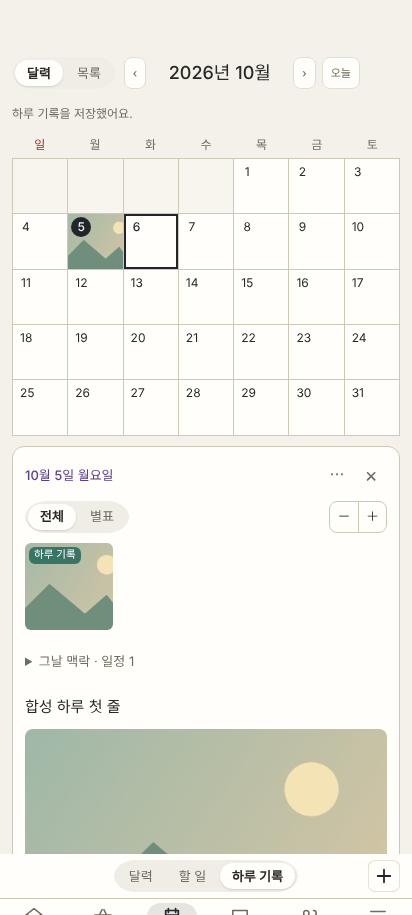 달력 목록 ‹ 2026년 10월 › 오늘
하루 기록을 저장했어요.
일 월 화 수 목 금 토
1 2 3
4 5 6 7 8 9 10
11 12 13 14 15 16 17
18 19 20 21 22 23 24
25 26 27 28 29 30 31
10월 5일 월요일 ··· ×
전체 별표 − +
하루 기록
▶ 그날 맥락 · 일정 1
합성 하루 첫 줄
달력 할 일 하루 기록 +